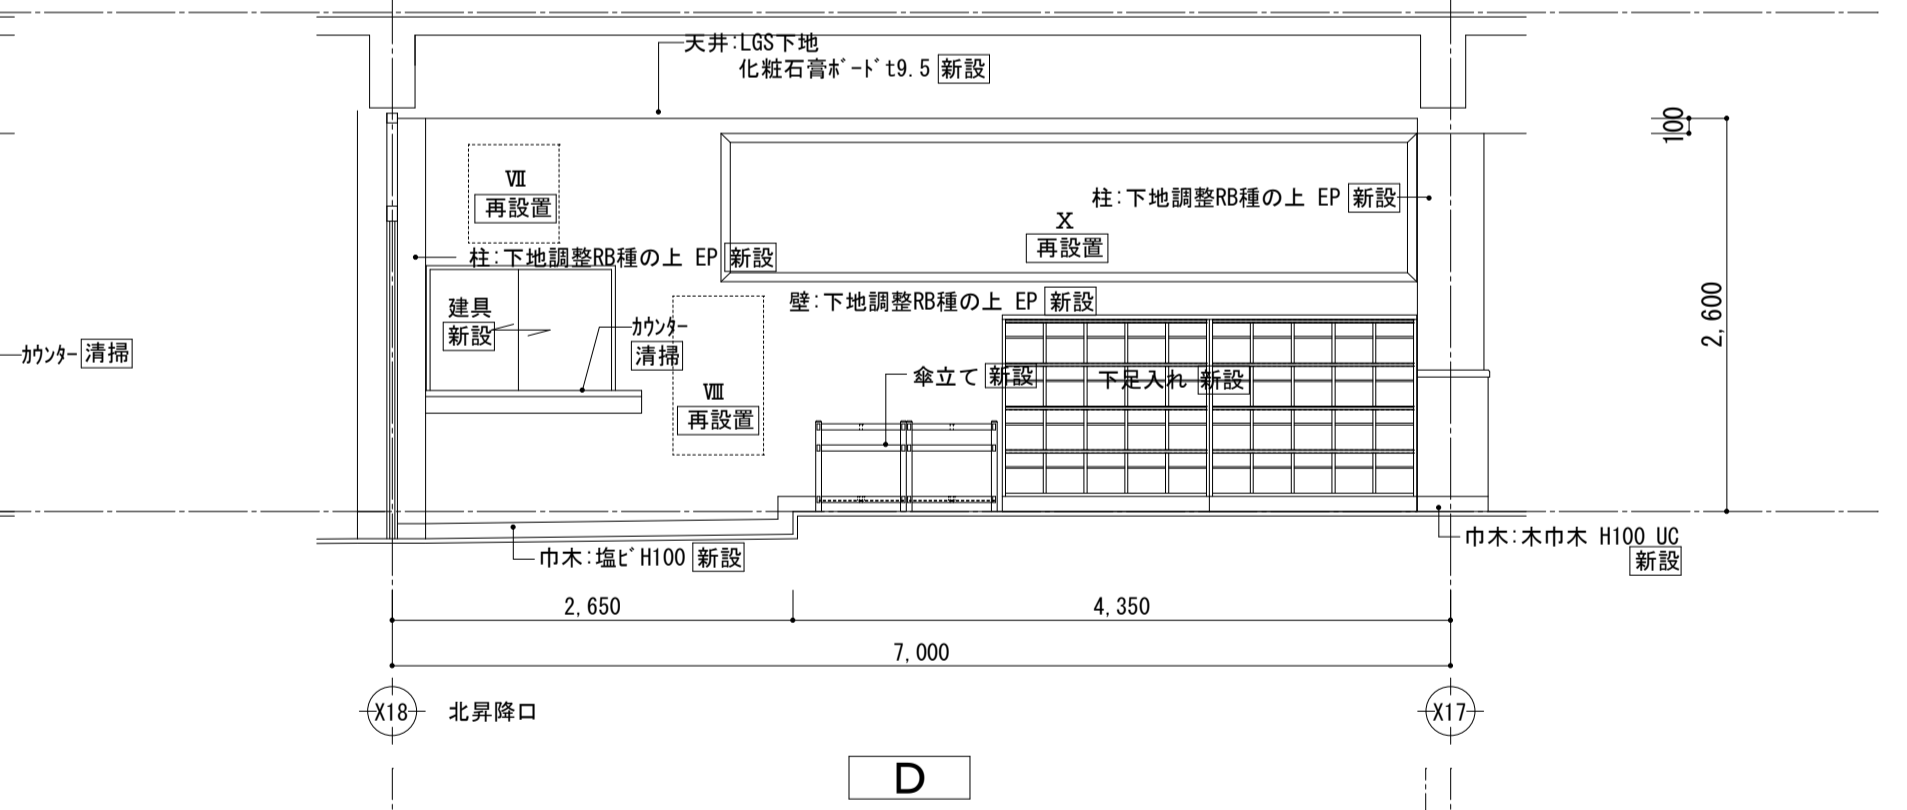 天井:LGS下地
化粧石膏ﾎﾞｰﾄﾞt9.5 新設
100
Ⅶ
再設置
柱:下地調整RB種の上 EP 新設
X
再設置
柱:下地調整RB種の上 EP 新設
壁:下地調整RB種の上 EP 新設
建具
新設
ｶｳﾝﾀｰ
清掃
ｶｳﾝﾀｰ 清掃
2,600
傘立て 新設
下足入れ 新設
Ⅷ
再設置
巾木:木巾木 H100 UC
新設
巾木:塩ﾋﾞH100 新設
2,650
4,350
7,000
X18
北昇降口
X17
D